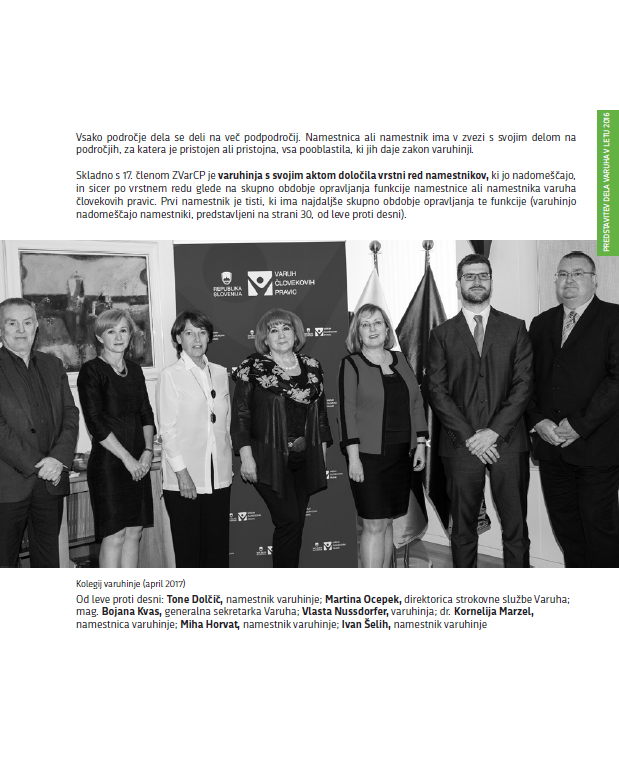 Vsako področje dela se deli na več podpodročij. Namestnica ali namestnik ima v zvezi s svojim delom na
področjih, za katera je pristojen ali pristojna, vsa pooblastila, ki jih daje zakon varuhinji.
Skladno s 17. členom ZVarCP je varuhinja s svojim aktom določila vrstni red namestnikov, ki jo nadomeščajo,
in sicer po vrstnem redu glede na skupno obdobje opravljanja funkcije namestnice ali namestnika varuha
človekovih pravic. Prvi namestnik je tisti, ki ima najdaljše skupno obdobje opravljanja te funkcije (varuhinjo
nadomeščajo namestniki, predstavljeni na strani 30, od leve proti desni).
PREDSTAVITEV DELA VARUHA V LETU 2016
REPUBLIKA
SLOVENIJA
VARUH
ČLOVEKOVIH
PRAVIC
Kolegij varuhinje (april 2017)
Od leve proti desni: Tone Dolčič, namestnik varuhinje; Martina Ocepek, direktorica strokovne službe Varuha;
mag. Bojana Kvas, generalna sekretarka Varuha; Vlasta Nussdorfer, varuhinja; dr. Kornelija Marzel,
namestnica varuhinje; Miha Horvat, namestnik varuhinje; Ivan Šelih, namestnik varuhinje